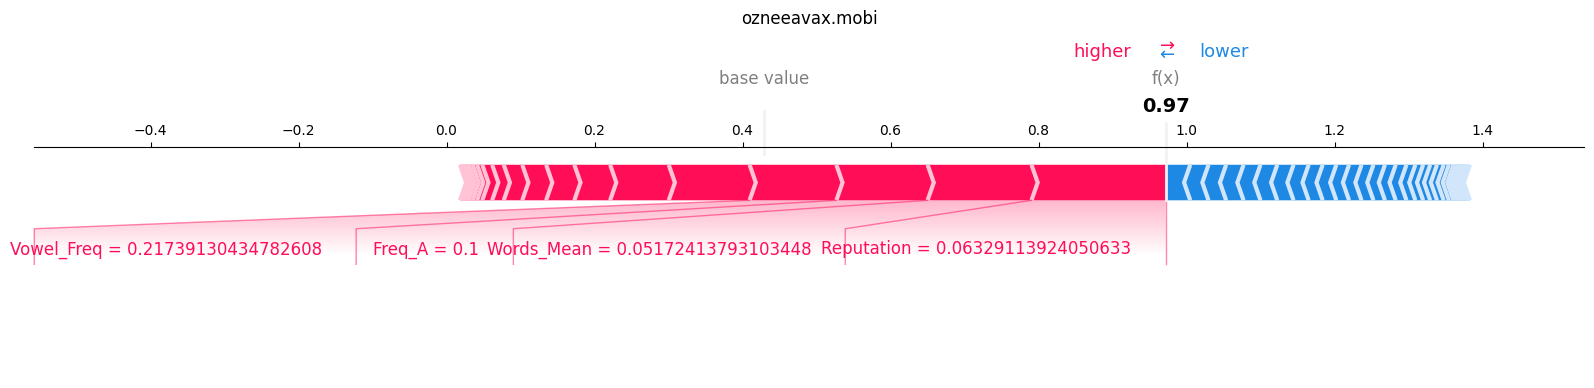 ozneeavax.mobi
higher → ← lower
base value f(x)
0.97
−0.4 −0.2 0.0 0.2 0.4 0.6 0.8 1.0 1.2 1.4
Vowel_Freq = 0.21739130434782608 Freq_A = 0.1 Words_Mean = 0.05172413793103448 Reputation = 0.06329113924050633